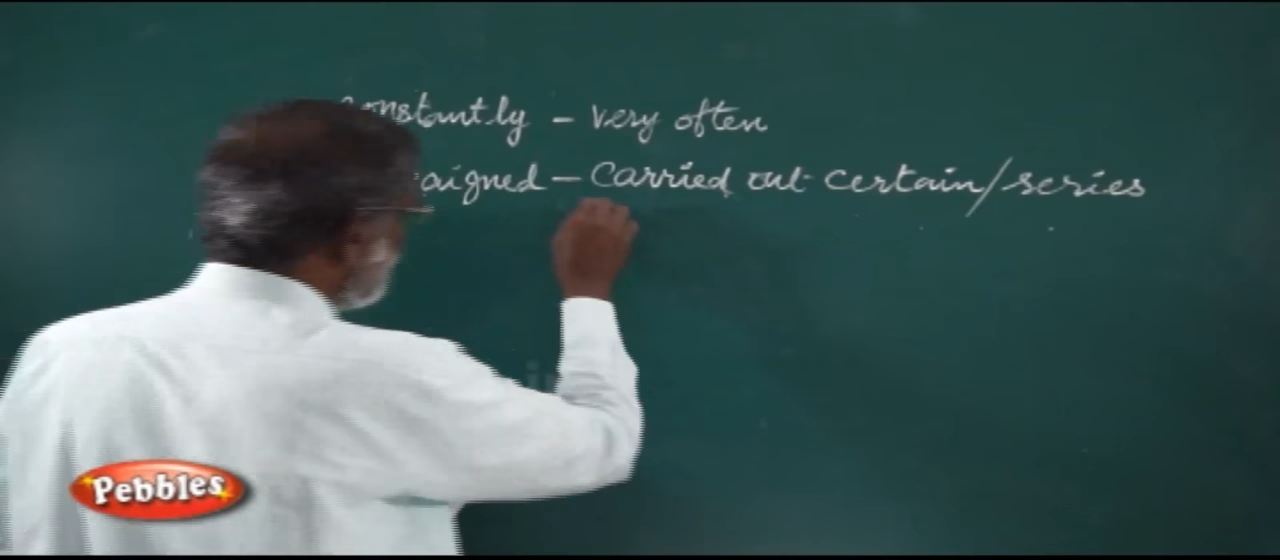 Constantly – very often
aigned – Carried out certain/series
Pebbles